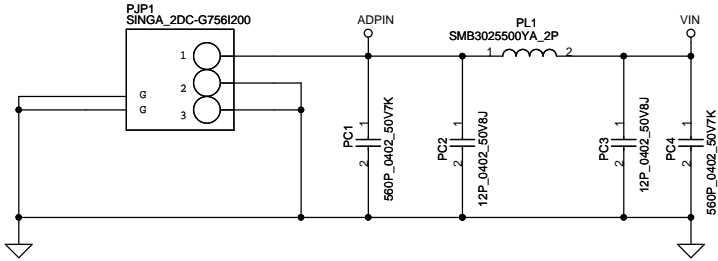 PJP1
SINGA_2DC-G756I200
ADPIN
PL1
SMB3025500YA_2P
VIN
1
2
3
G
G
1
2
1
2
PC1
560P_0402_50V7K
1
2
PC2
12P_0402_50V8J
1
2
PC3
12P_0402_50V8J
1
2
PC4
560P_0402_50V7K